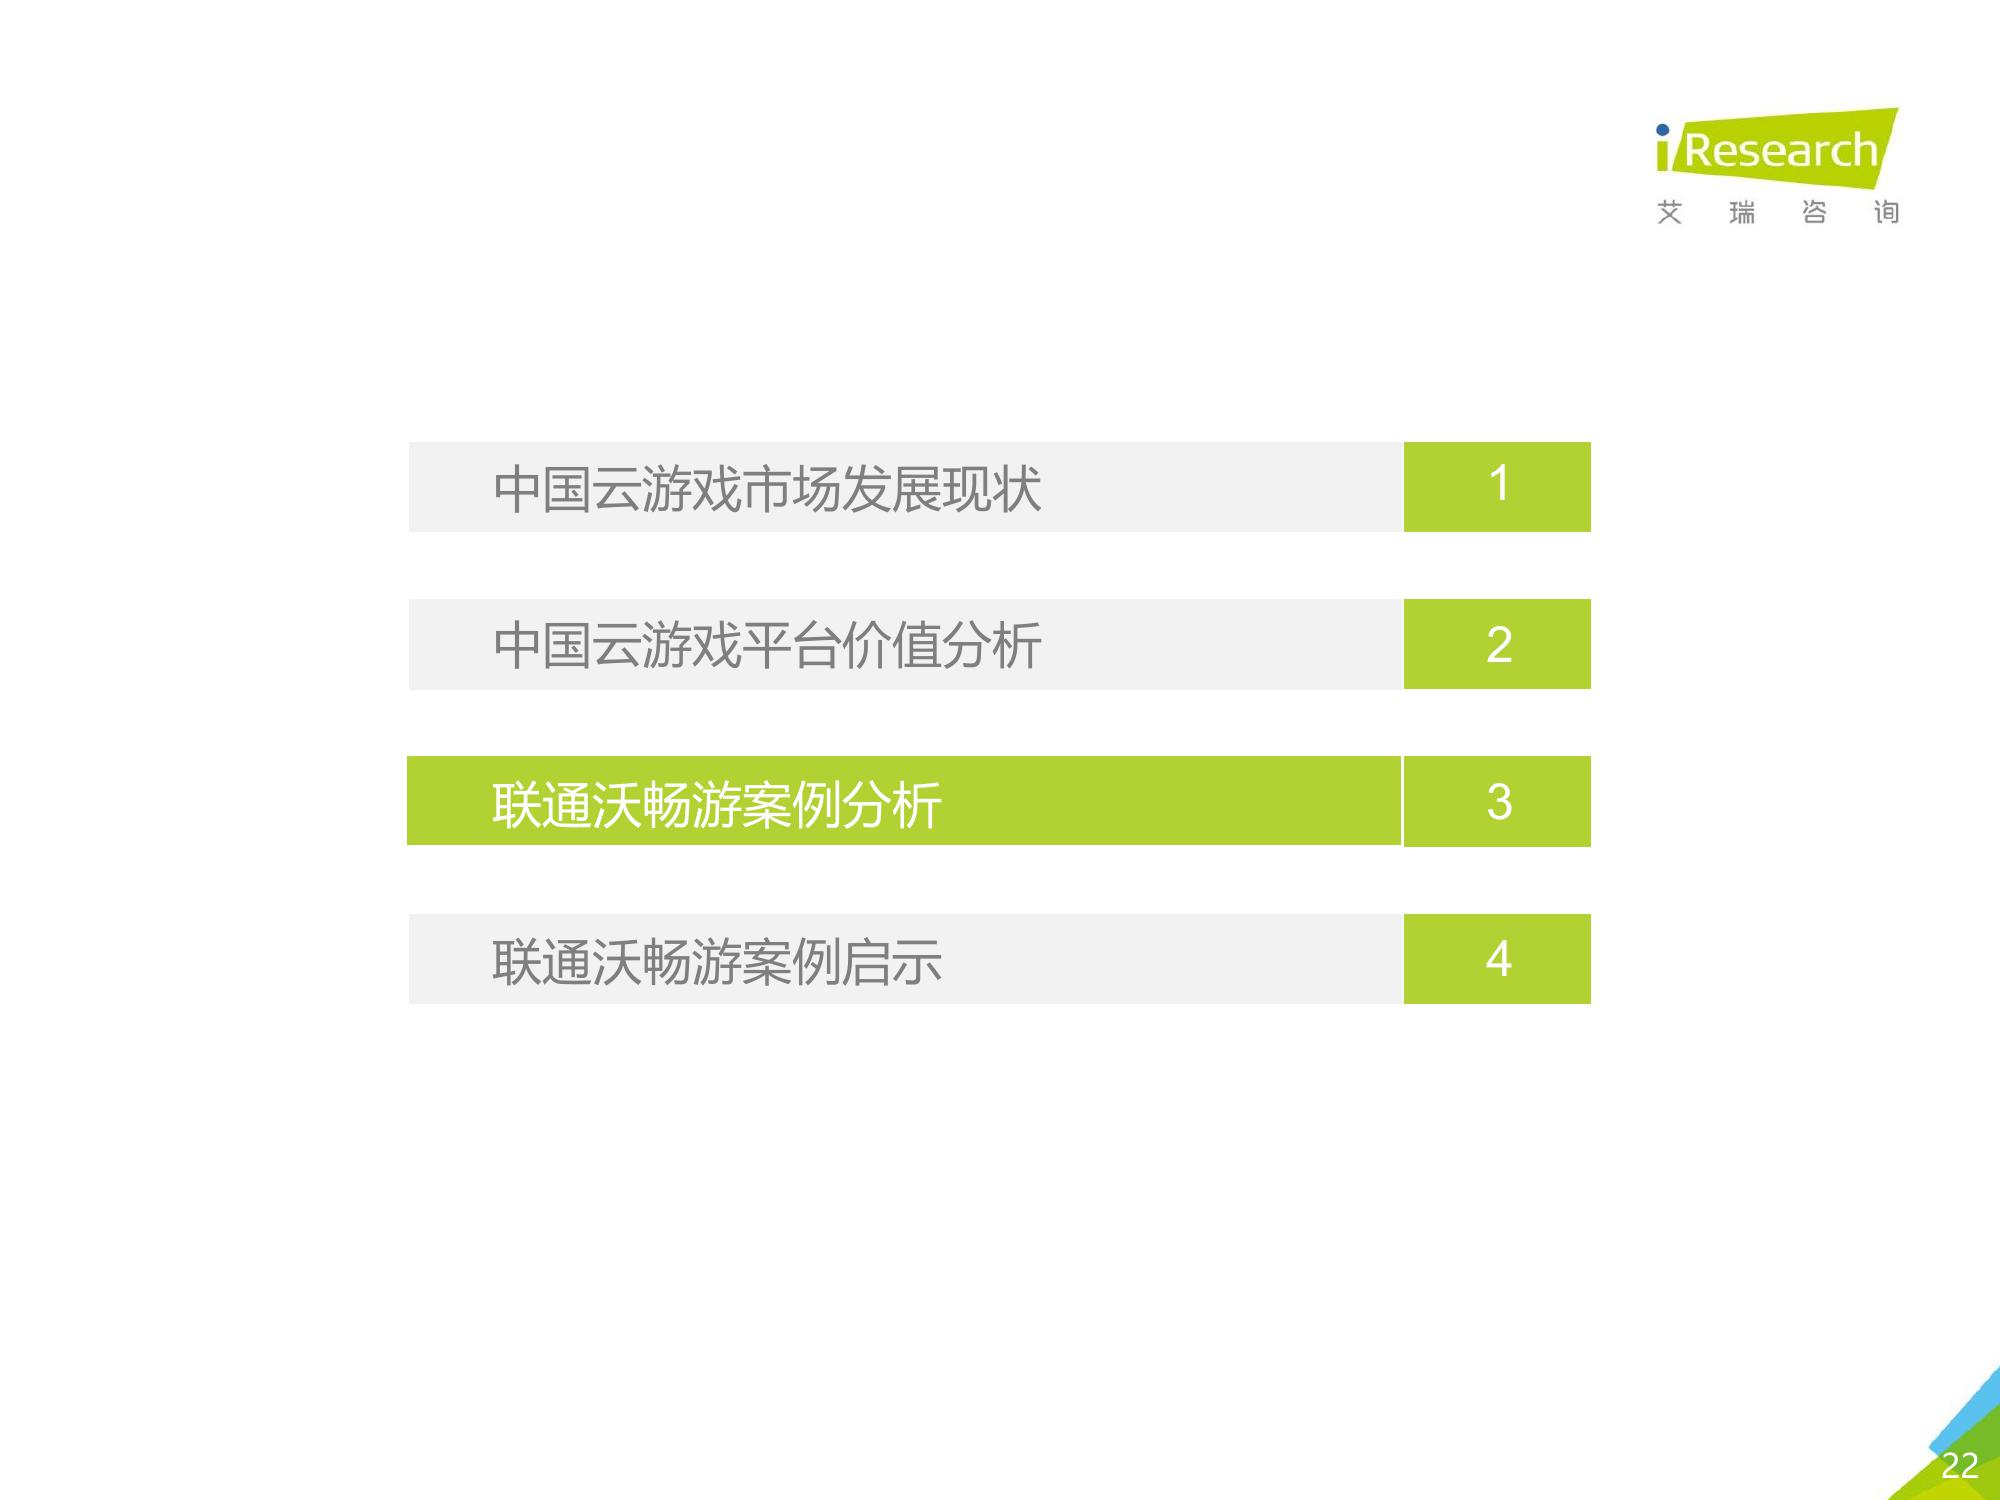 iResearch
艾瑞咨询
中国云游戏市场发展现状 1
中国云游戏平台价值分析 2
联通沃畅游案例分析 3
联通沃畅游案例启示 4
22